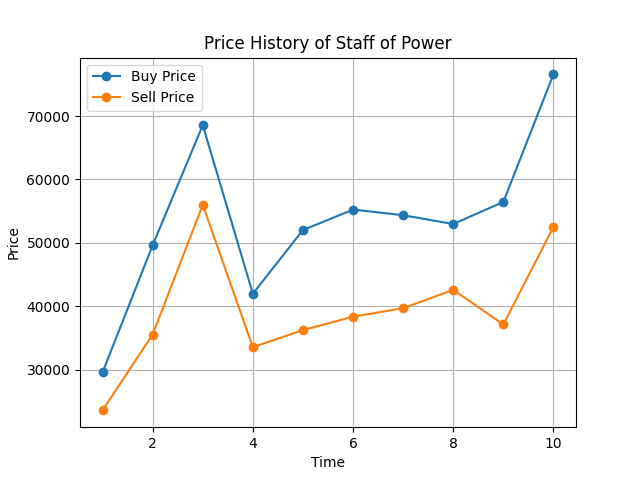 Price History of Staff of Power
Buy Price
Sell Price
70000
60000
50000
40000
30000
Price
2 4 6 8 10
Time